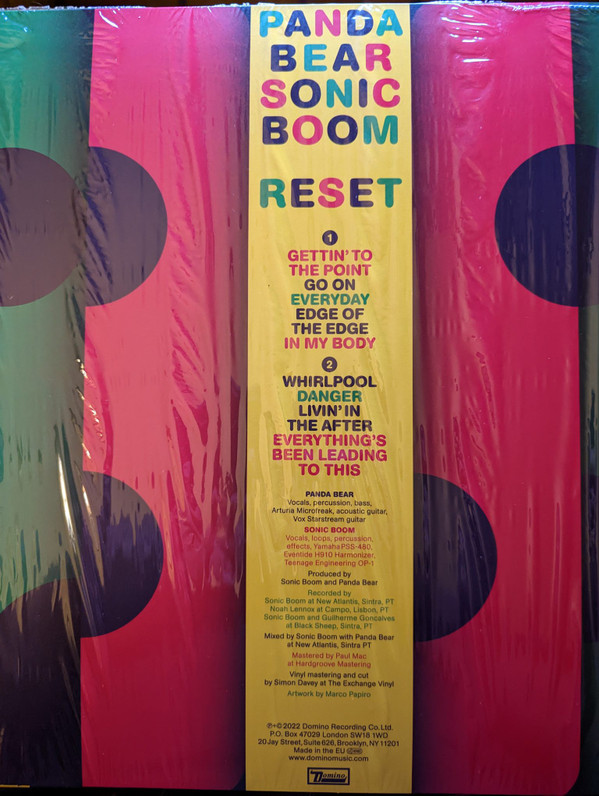 PANDA
BEAR
SONIC
BOOM
RESET
1
GETTIN' TO
THE POINT
GO ON
EVERYDAY
EDGE OF
THE EDGE
IN MY BODY
2
WHIRLPOOL
DANGER
LIVIN' IN
THE AFTER
EVERYTHING'S
BEEN LEADING
TO THIS
PANDA BEAR
Vocals, percussion, bass,
Arturia Microfreak, acoustic guitar,
Vox Starstream guitar
SONIC BOOM
Vocals, loops, percussion,
effects, Yamaha PSS-480,
Eventide H910 Harmonizer,
Teenage Engineering OP-1
Produced by
Sonic Boom and Panda Bear
Recorded by
Sonic Boom at New Atlantis, Sintra, PT
Noah Lennox at Campo, Lisbon, PT
Sonic Boom and Guilherme Gonçalves
at Black Sheep, Sintra, PT
Mixed by Sonic Boom with Panda Bear
at New Atlantis, Sintra PT
Mastered by Paul Mac
at Hardgroove Mastering
Vinyl mastering and cut
by Simon Davey at The Exchange Vinyl
Artwork by Marco Papiro
℗+© 2022 Domino Recording Co. Ltd.
P.O. Box 47029 London SW18 1WD
20 Jay Street, Suite 626, Brooklyn, NY 11201
Made in the EU
www.dominomusic.com
Domino